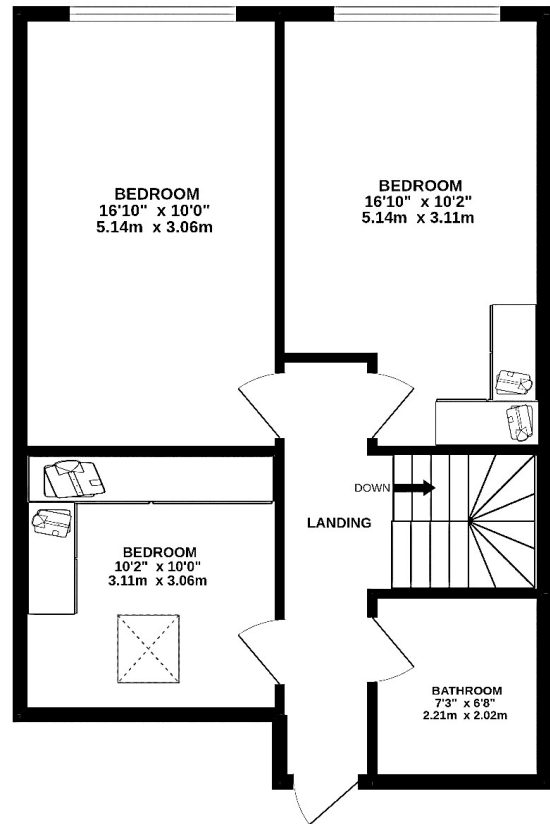 BEDROOM
16'10" x 10'0"
5.14m x 3.06m
BEDROOM
16'10" x 10'2"
5.14m x 3.11m
DOWN
LANDING
BEDROOM
10'2" x 10'0"
3.11m x 3.06m
BATHROOM
7'3" x 6'8"
2.21m x 2.02m